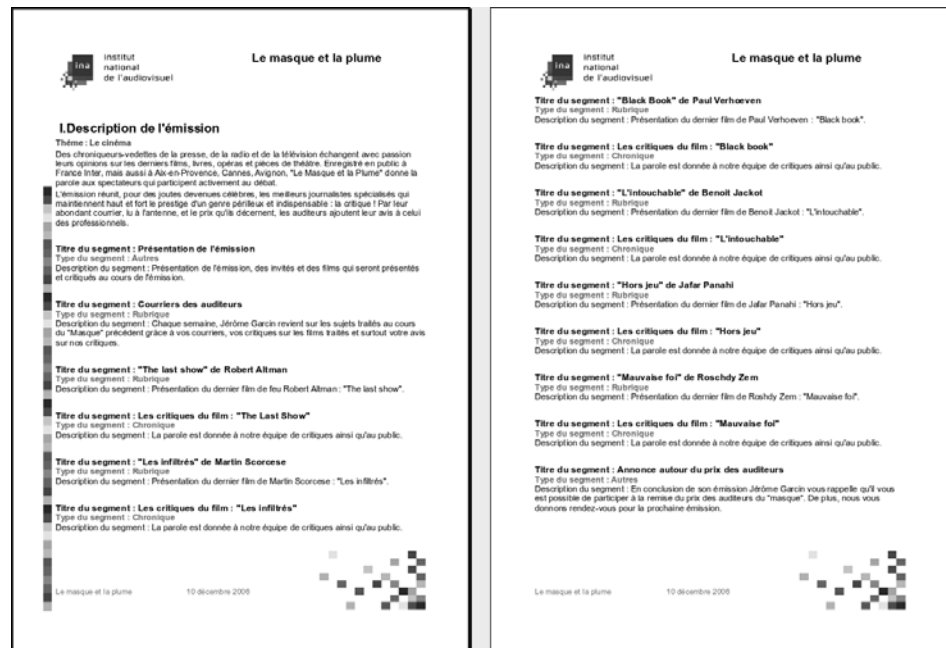 ina
institut
national
de l'audiovisuel
Le masque et la plume
I.Description de l'émission
Thème : Le cinéma
Des chroniqueurs-vedettes de la presse, de la radio et de la télévision échangent avec passion
leurs opinions sur les derniers films, livres, opéras et pièces de théâtre. Enregistré en public à
France Inter, mais aussi à Aix-en-Provence, Cannes, Avignon, "Le Masque et la Plume" donne la
parole aux spectateurs qui participent activement au débat.
L'émission réunit, pour des joutes devenues célèbres, les meilleurs journalistes spécialisés qui
maintiennent haut et fort le prestige d'un genre périlleux et indispensable : la critique ! Par leur
abondant courrier, lu à l'antenne, et le prix qu'ils décernent, les auditeurs ajoutent leur avis à celui
des professionnels.
Titre du segment : Présentation de l'émission
Type du segment : Autres
Description du segment : Présentation de l'émission, des invités et des films qui seront présentés
et critiqués au cours de l'émission.
Titre du segment : Courriers des auditeurs
Type du segment : Rubrique
Description du segment : Chaque semaine, Jérôme Garcin revient sur les sujets traités au cours
du "Masque" précédent grâce à vos courriers, vos critiques sur les films traités et surtout votre avis
sur nos critiques.
Titre du segment : "The last show" de Robert Altman
Type du segment : Rubrique
Description du segment : Présentation du dernier film de feu Robert Altman : "The last show".
Titre du segment : Les critiques du film : "The Last Show"
Type du segment : Chronique
Description du segment : La parole est donnée à notre équipe de critiques ainsi qu'au public.
Titre du segment : "Les infiltrés" de Martin Scorcese
Type du segment : Rubrique
Description du segment : Présentation du dernier film de Martin Scorcese : "Les infiltrés".
Titre du segment : Les critiques du film : "Les infiltrés"
Type du segment : Chronique
Description du segment : La parole est donnée à notre équipe de critiques ainsi qu'au public.
Le masque et la plume 10 décembre 2006
ina
institut
national
de l'audiovisuel
Le masque et la plume
Titre du segment : "Black Book" de Paul Verhœven
Type du segment : Rubrique
Description du segment : Présentation du dernier film de Paul Verhoeven : "Black book".
Titre du segment : Les critiques du film : "Black book"
Type du segment : Chronique
Description du segment : La parole est donnée à notre équipe de critiques ainsi qu'au public.
Titre du segment : "L'intouchable" de Benoit Jackot
Type du segment : Rubrique
Description du segment : Présentation du dernier film de Benoit Jackot : "L'intouchable".
Titre du segment : Les critiques du film : "L'intouchable"
Type du segment : Chronique
Description du segment : La parole est donnée à notre équipe de critiques ainsi qu'au public.
Titre du segment : "Hors jeu" de Jafar Panahi
Type du segment : Rubrique
Description du segment : Présentation du dernier film de Jafar Panahi : "Hors jeu".
Titre du segment : Les critiques du film : "Hors jeu"
Type du segment : Chronique
Description du segment : La parole est donnée à notre équipe de critiques ainsi qu'au public.
Titre du segment : "Mauvaise foi" de Roschdy Zem
Type du segment : Rubrique
Description du segment : Présentation du dernier film de Roshdy Zem : "Mauvaise foi".
Titre du segment : Les critiques du film : "Mauvaise foi"
Type du segment : Chronique
Description du segment : La parole est donnée à notre équipe de critiques ainsi qu'au public.
Titre du segment : Annonce autour du prix des auditeurs
Type du segment : Autres
Description du segment : En conclusion de son émission Jérôme Garcin vous rappelle qu'il vous
est possible de participer à la remise du prix des auditeurs du "masque". De plus, nous vous
donnons rendez-vous pour la prochaine émission.
Le masque et la plume 10 décembre 2006